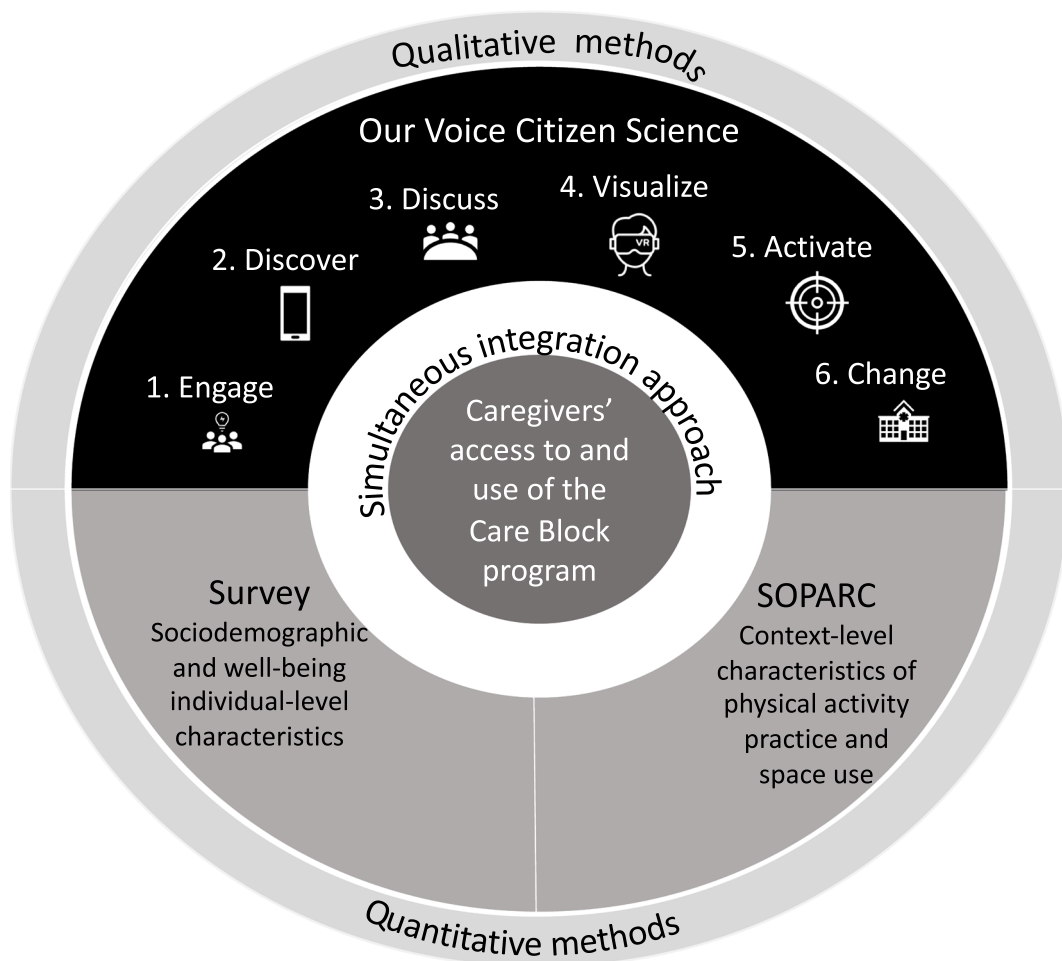 Qualitative methods
Our Voice Citizen Science
1. Engage
2. Discover
3. Discuss
4. Visualize
VR
5. Activate
6. Change
Simultaneous integration approach
Caregivers’
access to and
use of the
Care Block
program
Survey
Sociodemographic
and well-being
individual-level
characteristics
SOPARC
Context-level
characteristics of
physical activity
practice and
space use
Quantitative methods